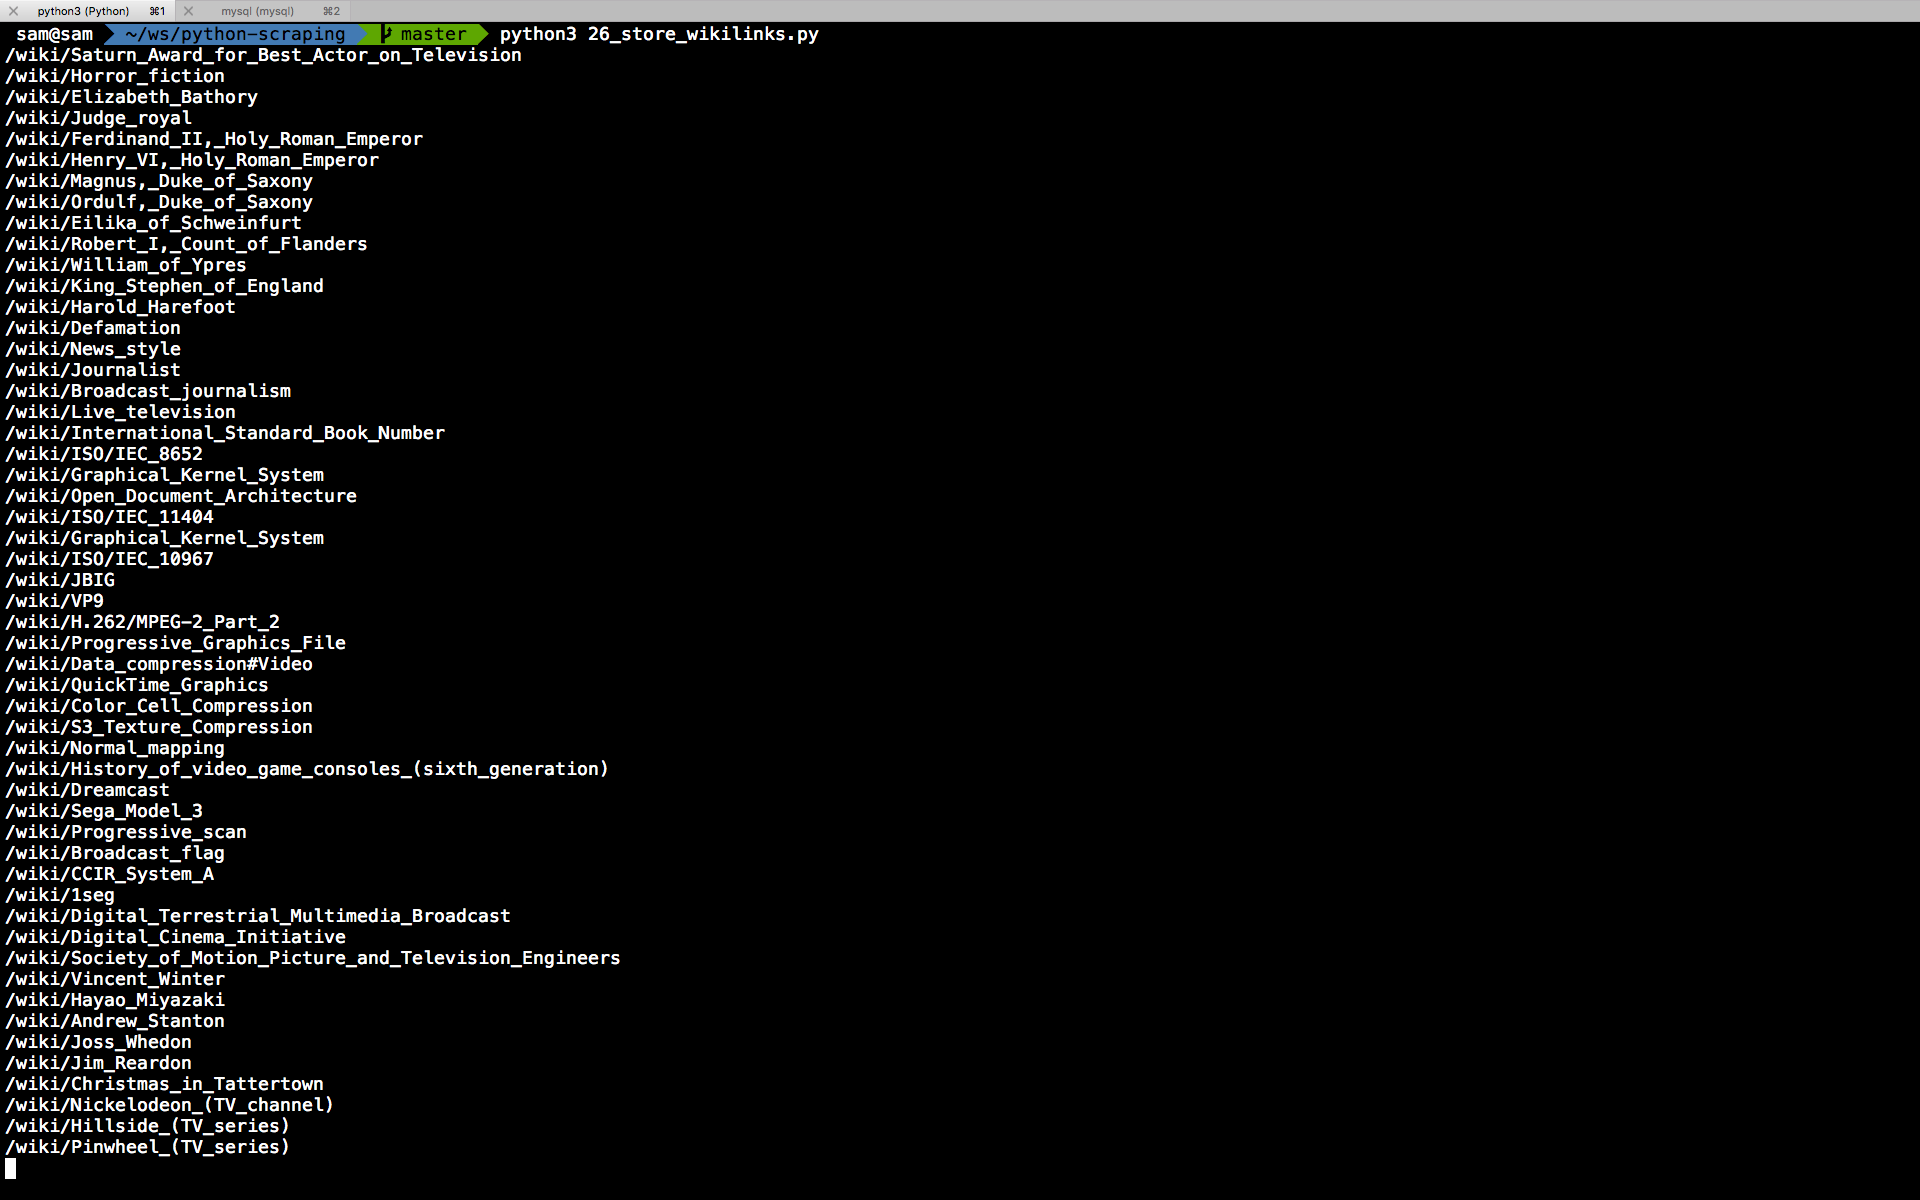 python3 (Python) ⌘1 mysql (mysql) ⌘2
sam@sam ~/ws/python-scraping master python3 26_store_wikilinks.py
/wiki/Saturn_Award_for_Best_Actor_on_Television
/wiki/Horror_fiction
/wiki/Elizabeth_Bathory
/wiki/Judge_royal
/wiki/Ferdinand_II,_Holy_Roman_Emperor
/wiki/Henry_VI,_Holy_Roman_Emperor
/wiki/Magnus,_Duke_of_Saxony
/wiki/Ordulf,_Duke_of_Saxony
/wiki/Eilika_of_Schweinfurt
/wiki/Robert_I,_Count_of_Flanders
/wiki/William_of_Ypres
/wiki/King_Stephen_of_England
/wiki/Harold_Harefoot
/wiki/Defamation
/wiki/News_style
/wiki/Journalist
/wiki/Broadcast_journalism
/wiki/Live_television
/wiki/International_Standard_Book_Number
/wiki/ISO/IEC_8652
/wiki/Graphical_Kernel_System
/wiki/Open_Document_Architecture
/wiki/ISO/IEC_11404
/wiki/Graphical_Kernel_System
/wiki/ISO/IEC_10967
/wiki/JBIG
/wiki/VP9
/wiki/H.262/MPEG-2_Part_2
/wiki/Progressive_Graphics_File
/wiki/Data_compression#Video
/wiki/QuickTime_Graphics
/wiki/Color_Cell_Compression
/wiki/S3_Texture_Compression
/wiki/Normal_mapping
/wiki/History_of_video_game_consoles_(sixth_generation)
/wiki/Dreamcast
/wiki/Sega_Model_3
/wiki/Progressive_scan
/wiki/Broadcast_flag
/wiki/CCIR_System_A
/wiki/1seg
/wiki/Digital_Terrestrial_Multimedia_Broadcast
/wiki/Digital_Cinema_Initiative
/wiki/Society_of_Motion_Picture_and_Television_Engineers
/wiki/Vincent_Winter
/wiki/Hayao_Miyazaki
/wiki/Andrew_Stanton
/wiki/Joss_Whedon
/wiki/Jim_Reardon
/wiki/Christmas_in_Tattertown
/wiki/Nickelodeon_(TV_channel)
/wiki/Hillside_(TV_series)
/wiki/Pinwheel_(TV_series)